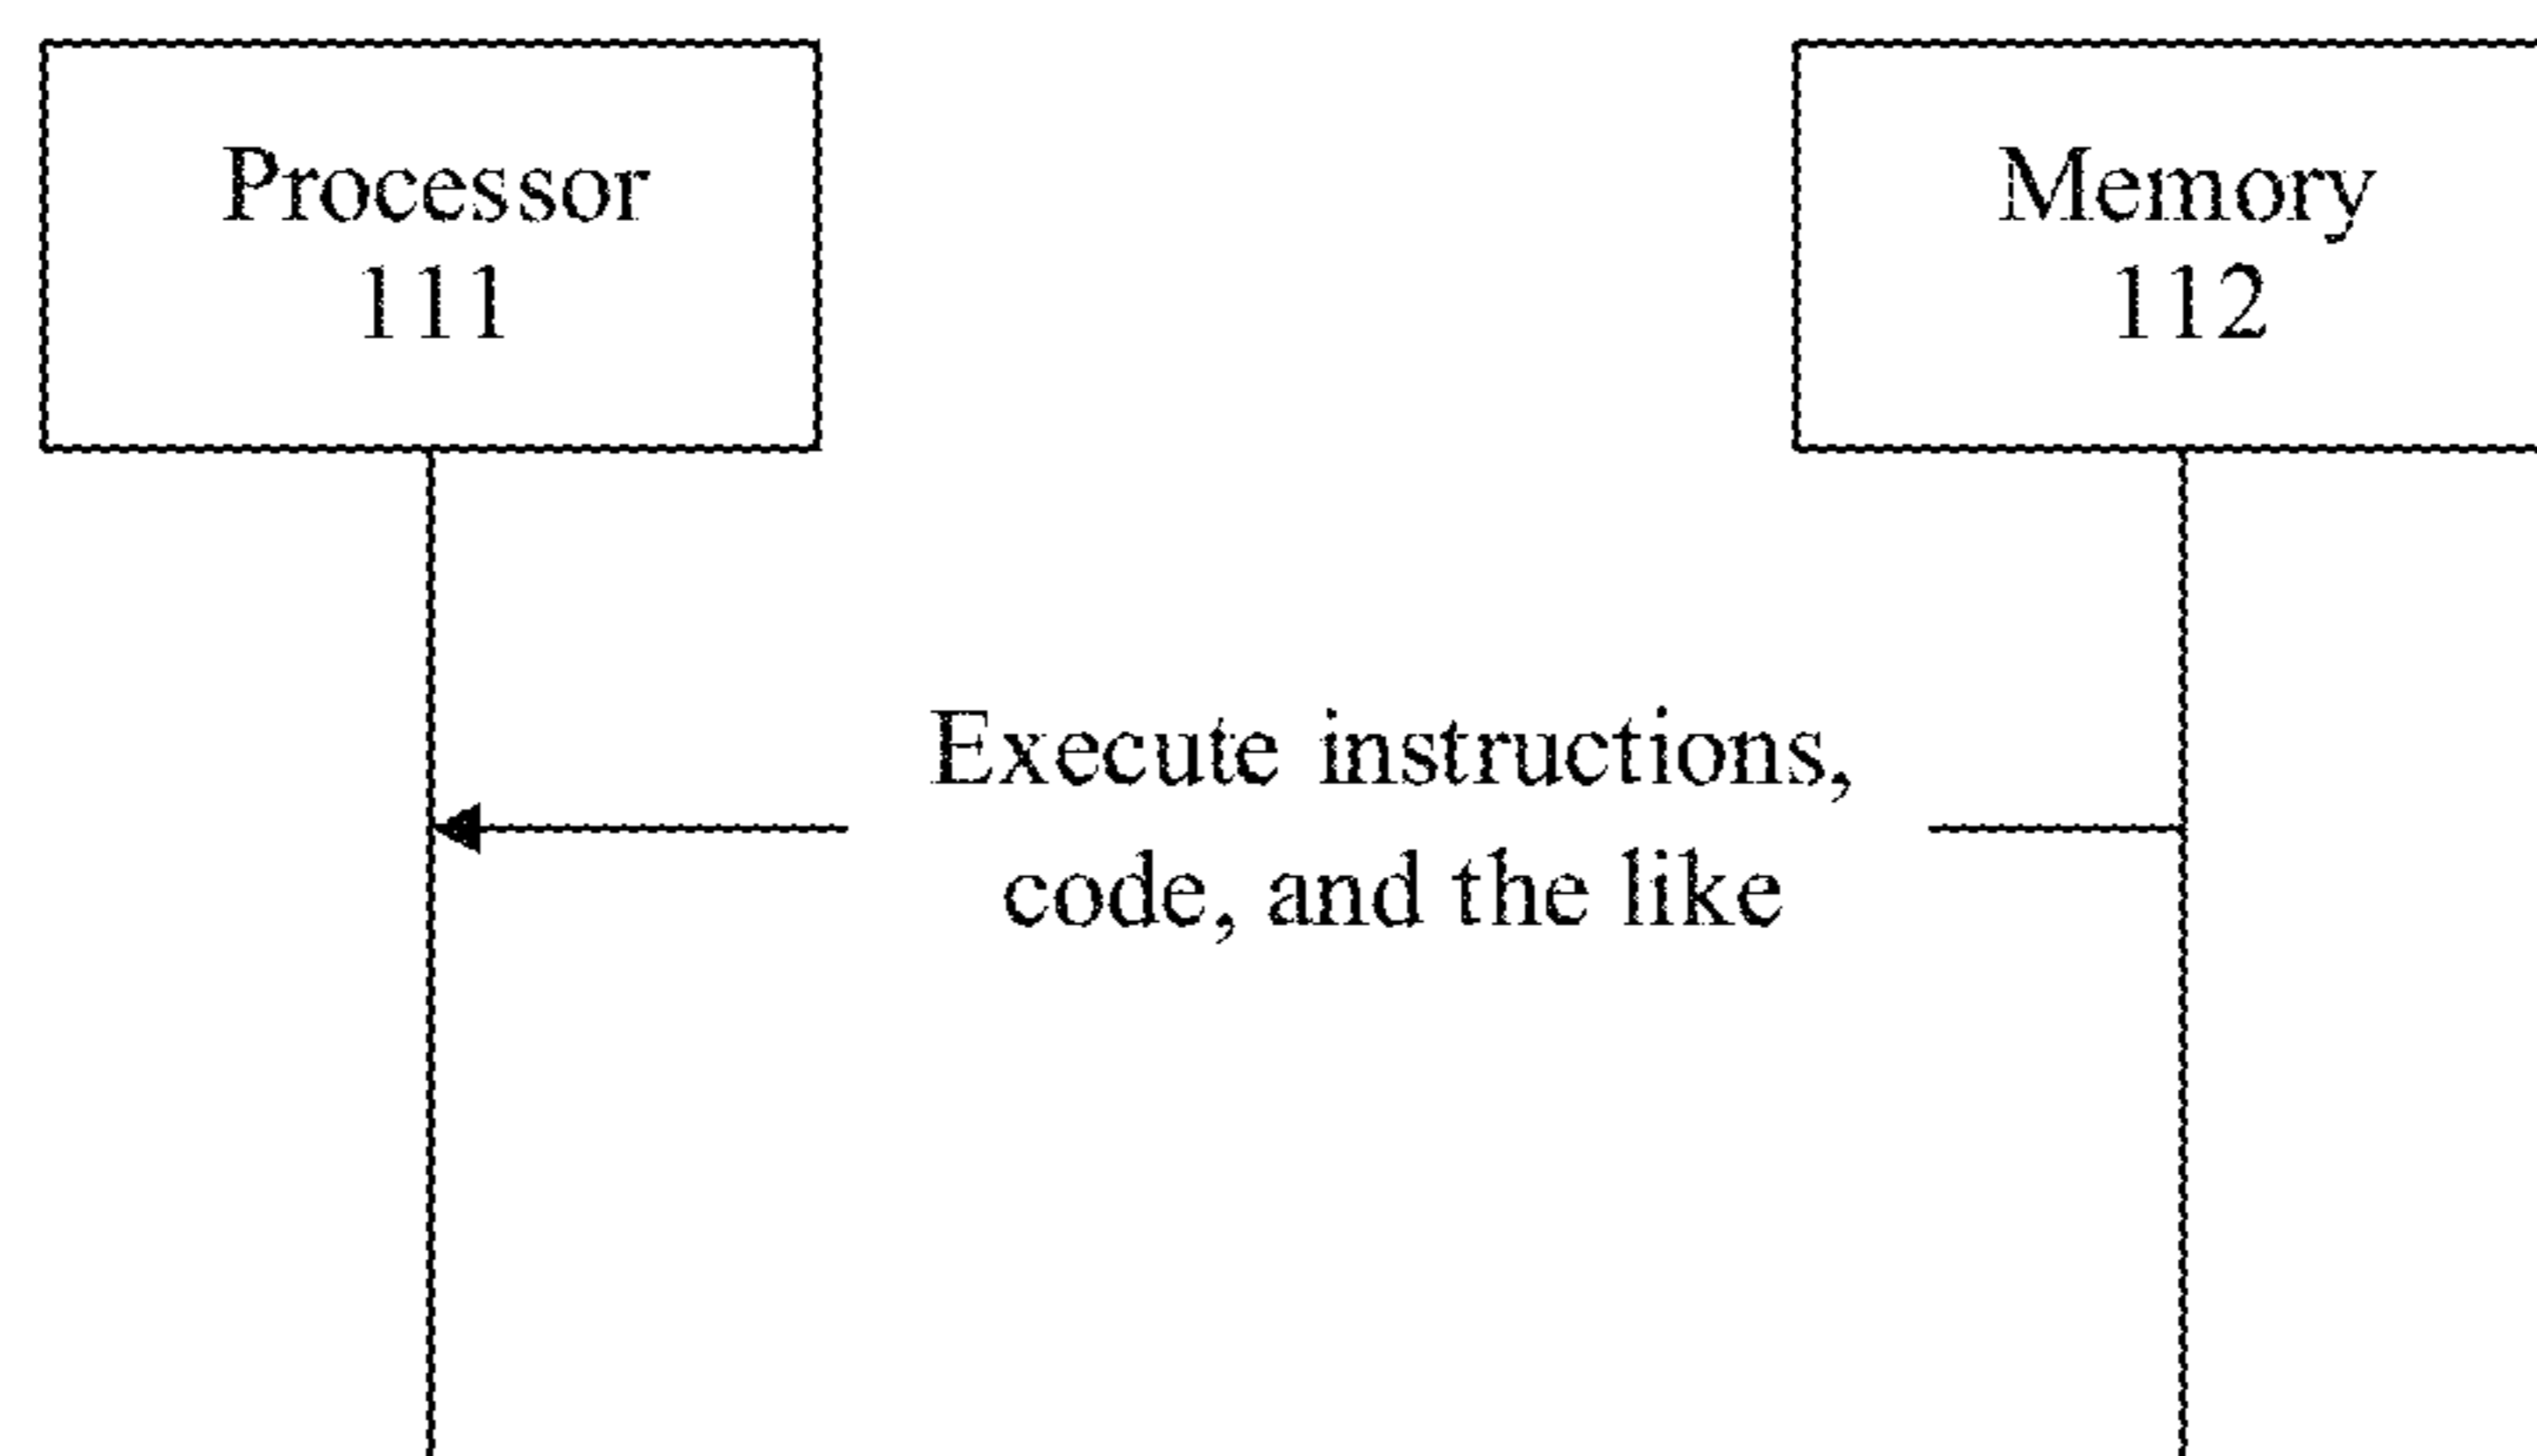 Processor
111
Memory
112
Execute instructions,
code, and the like